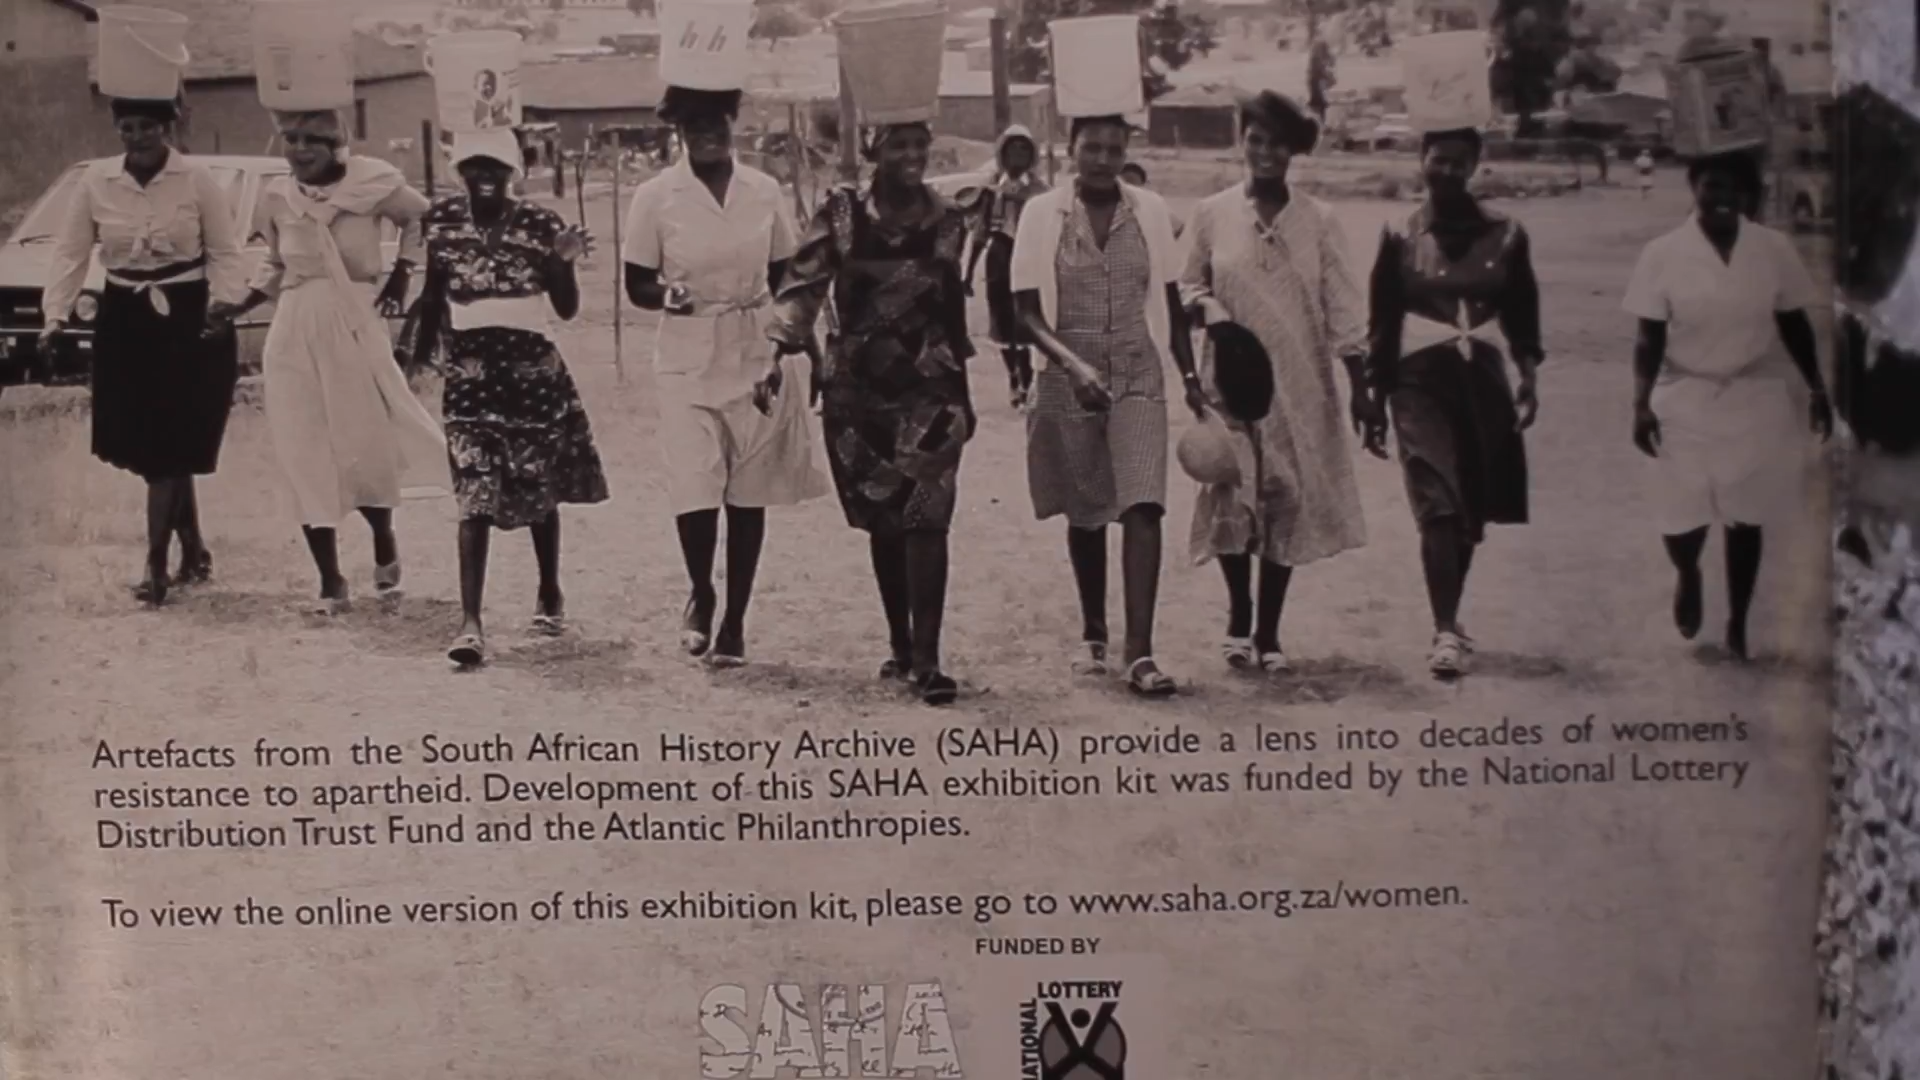 hh
Artefacts from the South African History Archive (SAHA) provide a lens into decades of women's
resistance to apartheid. Development of this SAHA exhibition kit was funded by the National Lottery
Distribution Trust Fund and the Atlantic Philanthropies.
To view the online version of this exhibition kit, please go to www.saha.org.za/women.
FUNDED BY
SAHA
NATIONAL
LOTTERY